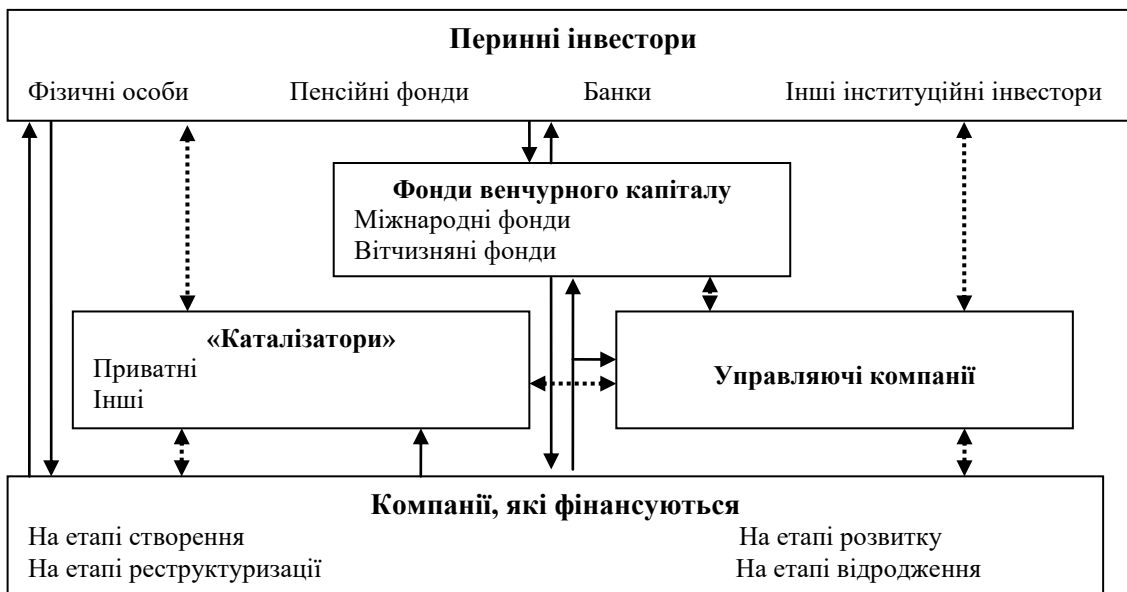 Перинні інвестори
Фізичні особи Пенсійні фонди Банки Інші інституційні інвестори
Фонди венчурного капіталу
Міжнародні фонди
Вітчизняні фонди
«Каталізатори»
Приватні
Інші
Управляючі компанії
Компанії, які фінансуються
На етапі створення На етапі розвитку
На етапі реструктуризації На етапі відродження